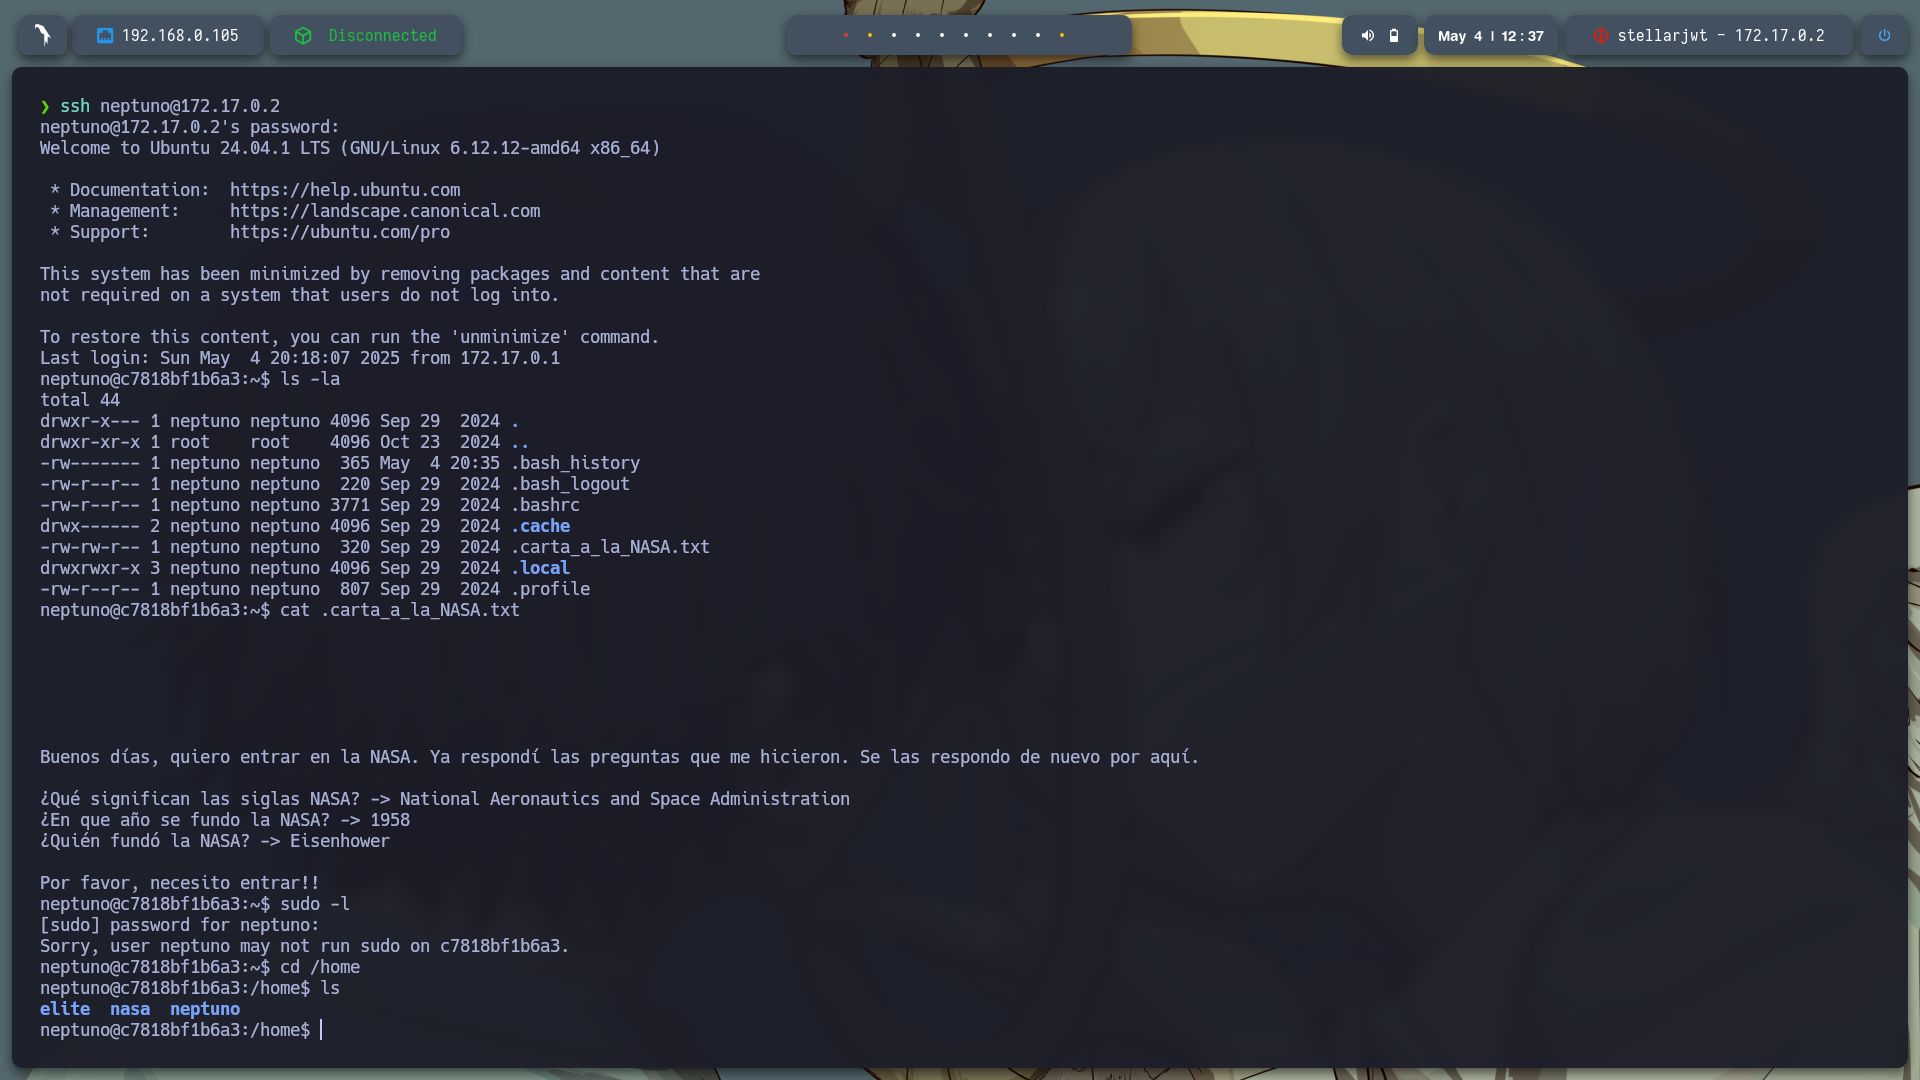 192.168.0.105
Disconnected
May 4 | 12:37
stellarjwt - 172.17.0.2
❯ ssh neptuno@172.17.0.2
neptuno@172.17.0.2's password:
Welcome to Ubuntu 24.04.1 LTS (GNU/Linux 6.12.12-amd64 x86_64)
* Documentation:  https://help.ubuntu.com
* Management:     https://landscape.canonical.com
* Support:        https://ubuntu.com/pro
This system has been minimized by removing packages and content that are
not required on a system that users do not log into.
To restore this content, you can run the 'unminimize' command.
Last login: Sun May  4 20:18:07 2025 from 172.17.0.1
neptuno@c7818bf1b6a3:~$ ls -la
total 44
drwxr-x--- 1 neptuno neptuno 4096 Sep 29  2024 .
drwxr-xr-x 1 root    root    4096 Oct 23  2024 ..
-rw------- 1 neptuno neptuno  365 May  4 20:35 .bash_history
-rw-r--r-- 1 neptuno neptuno  220 Sep 29  2024 .bash_logout
-rw-r--r-- 1 neptuno neptuno 3771 Sep 29  2024 .bashrc
drwx------ 2 neptuno neptuno 4096 Sep 29  2024 .cache
-rw-rw-r-- 1 neptuno neptuno  320 Sep 29  2024 .carta_a_la_NASA.txt
drwxrwxr-x 3 neptuno neptuno 4096 Sep 29  2024 .local
-rw-r--r-- 1 neptuno neptuno  807 Sep 29  2024 .profile
neptuno@c7818bf1b6a3:~$ cat .carta_a_la_NASA.txt
Buenos días, quiero entrar en la NASA. Ya respondí las preguntas que me hicieron. Se las respondo de nuevo por aquí.
¿Qué significan las siglas NASA? -> National Aeronautics and Space Administration
¿En que año se fundo la NASA? -> 1958
¿Quién fundó la NASA? -> Eisenhower
Por favor, necesito entrar!!
neptuno@c7818bf1b6a3:~$ sudo -l
[sudo] password for neptuno:
Sorry, user neptuno may not run sudo on c7818bf1b6a3.
neptuno@c7818bf1b6a3:~$ cd /home
neptuno@c7818bf1b6a3:/home$ ls
elite  nasa  neptuno
neptuno@c7818bf1b6a3:/home$